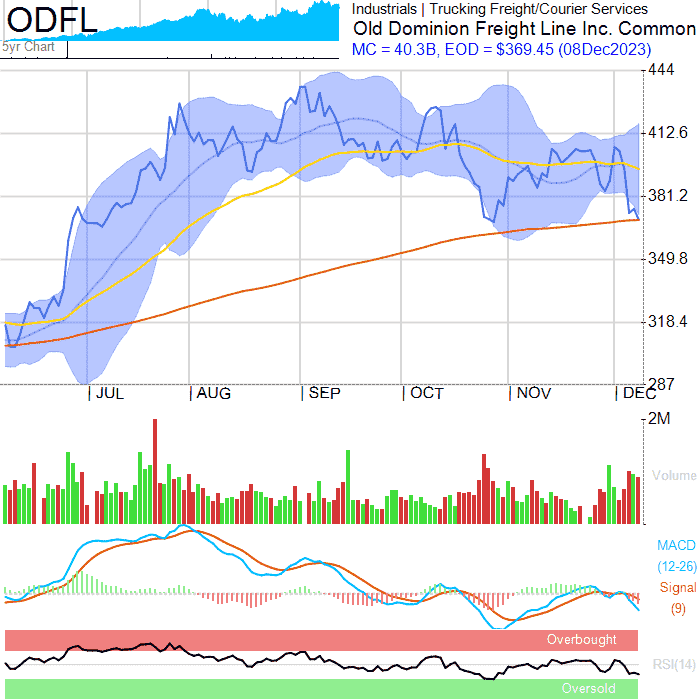 ODFL
5yr Chart
Industrials | Trucking Freight/Courier Services
Old Dominion Freight Line Inc. Common
MC = 40.3B, EOD = $369.45 (08Dec2023)
444
412.6
381.2
349.8
318.4
287
JUL
AUG
SEP
OCT
NOV
DEC
2M
Volume
MACD
(12-26)
Signal
(9)
Overbought
RSI(14)
Oversold